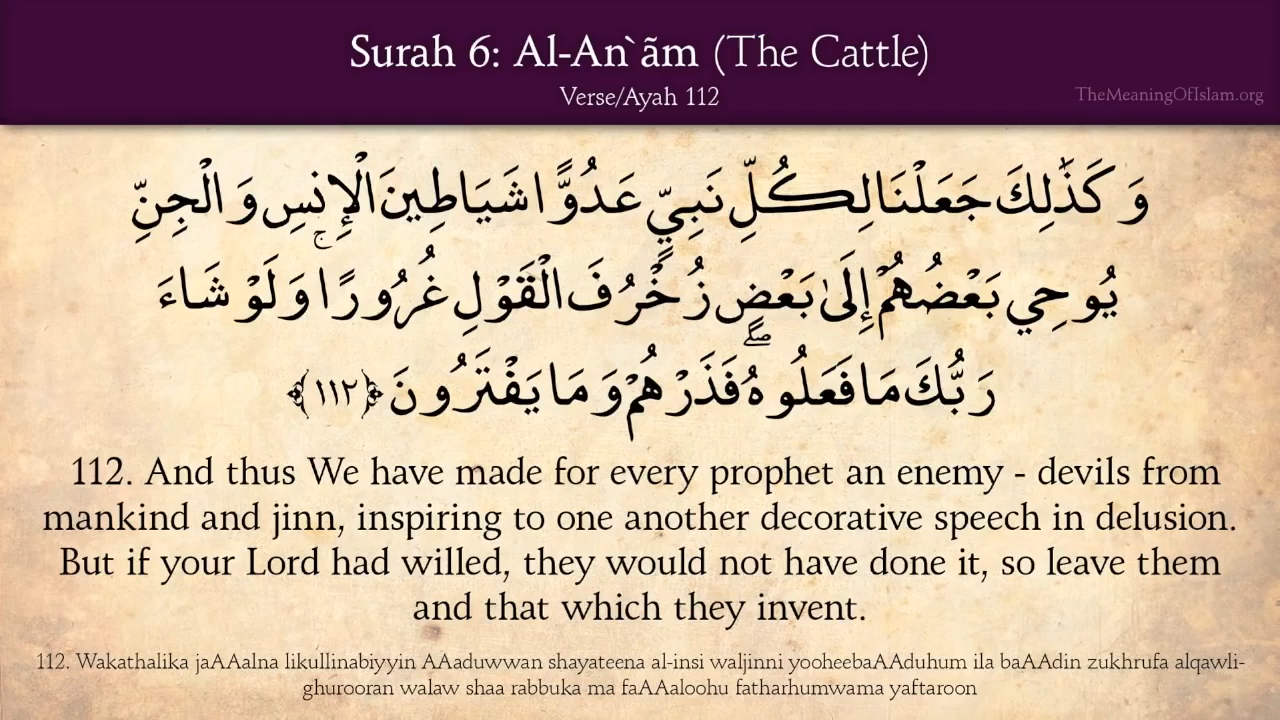 Surah 6: Al-An`ãm (The Cattle)
Verse/Ayah 112
TheMeaningOfIslam.org
وَكَذَٰلِكَ جَعَلْنَا لِكُلِّ نَبِيٍّ عَدُوًّا شَيَاطِينَ الْإِنسِ وَالْجِنِّ
يُوحِي بَعْضُهُمْ إِلَىٰ بَعْضٍ زُخْرُفَ الْقَوْلِ غُرُورًا ۚ وَلَوْ شَاءَ
رَبُّكَ مَا فَعَلُوهُ ۖ فَذَرْهُمْ وَمَا يَفْتَرُونَ ﴿١١٢﴾
112. And thus We have made for every prophet an enemy - devils from
mankind and jinn, inspiring to one another decorative speech in delusion.
But if your Lord had willed, they would not have done it, so leave them
and that which they invent.
112. Wakathalika jaAAalna likullinabiyyin AAaduwwan shayateena al-insi waljinni yooheebaAAduhum ila baAAdin zukhrufa alqawli-
ghurooran walaw shaa rabbuka ma faAAaloohu fatharhumwama yaftaroon